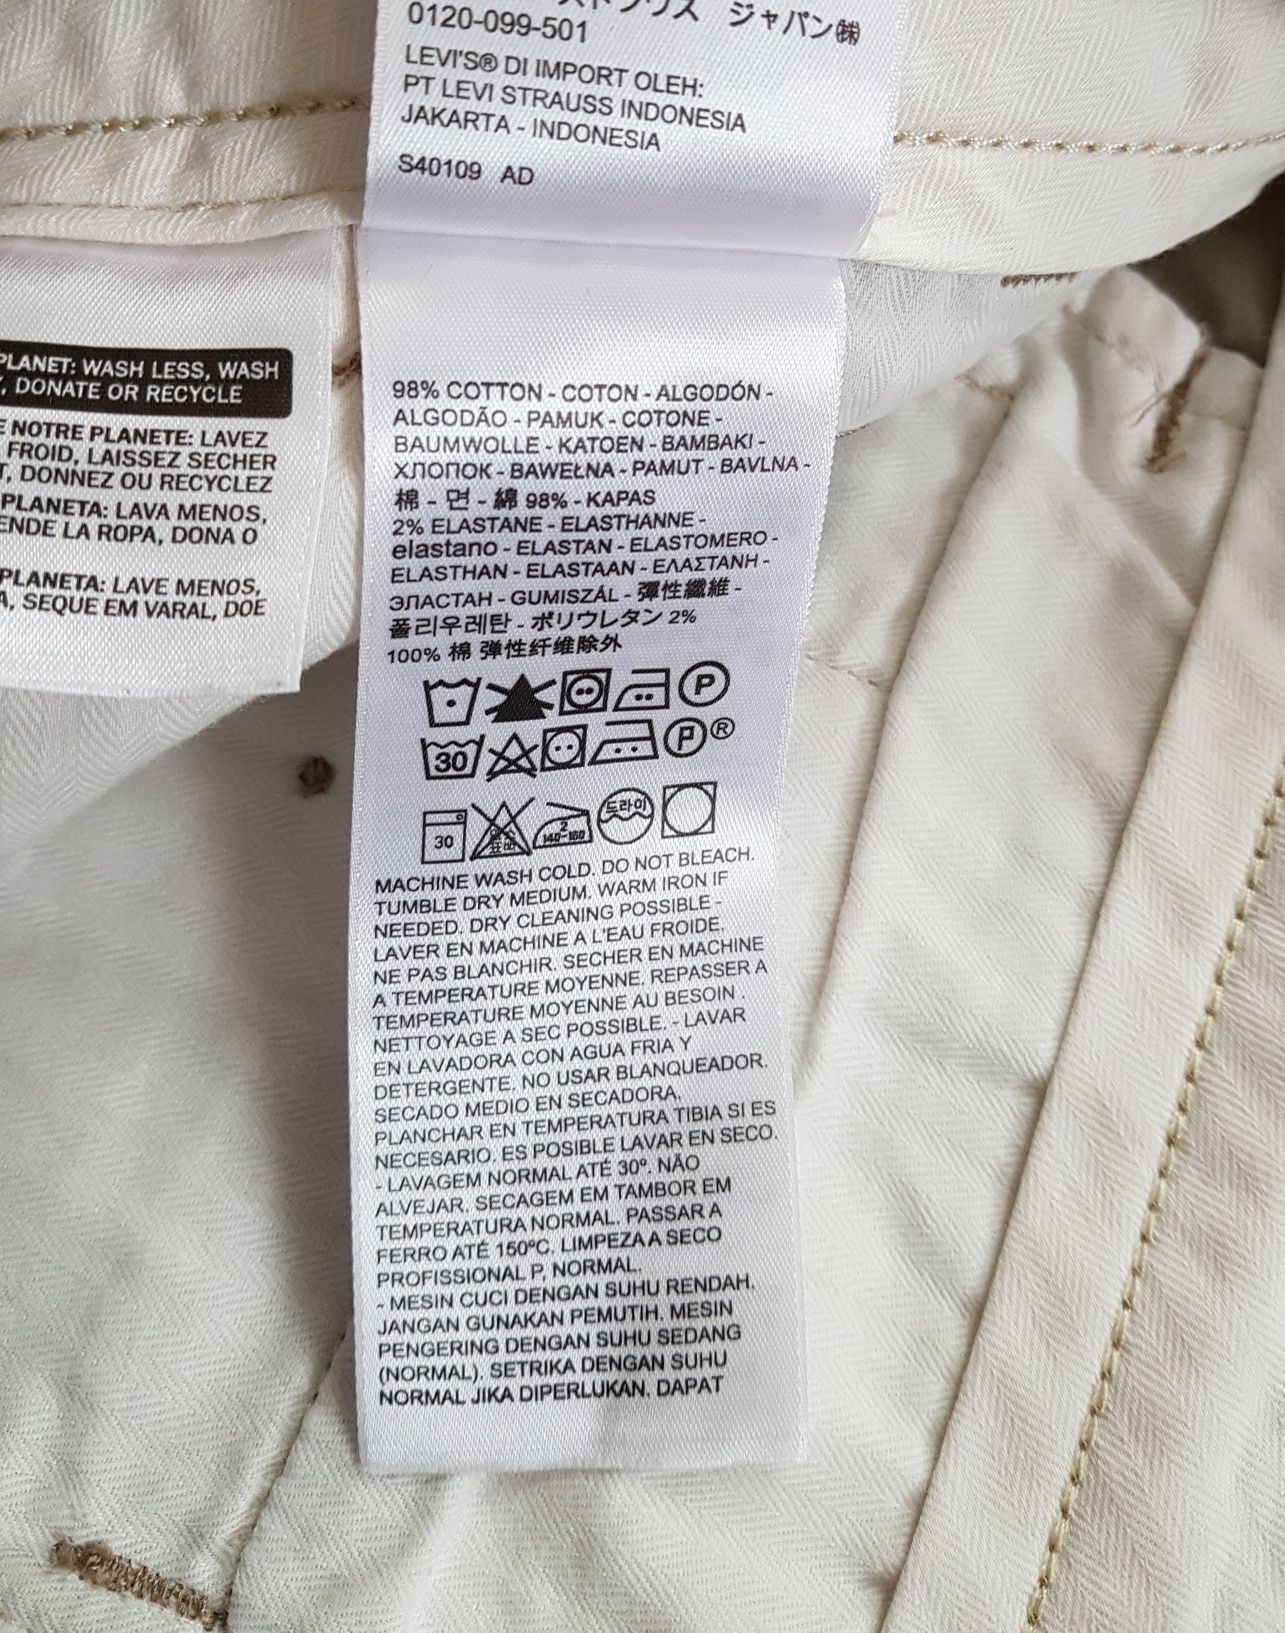 ジャパン㈱
0120-099-501
LEVI'S® DI IMPORT OLEH:
PT LEVI STRAUSS INDONESIA
JAKARTA - INDONESIA
S40109 AD
PLANET: WASH LESS, WASH
, DONATE OR RECYCLE
NOTRE PLANETE: LAVEZ
FROID, LAISSEZ SECHER
, DONNEZ OU RECYCLEZ
PLANETA: LAVA MENOS,
ENDE LA ROPA, DONA O
PLANETA: LAVE MENOS,
A, SEQUE EM VARAL, DOE
98% COTTON - COTON - ALGODÓN -
ALGODÃO - PAMUK - COTONE -
BAUMWOLLE - KATOEN - BAMBAKI -
ХЛОПОК - BAWEŁNA - PAMUT - BAVLNA -
棉 - 면 - 綿 98% - KAPAS
2% ELASTANE - ELASTHANNE -
elastano - ELASTAN - ELASTOMERO -
ELASTHAN - ELASTAAN - ΕΛΑΣΤΑΝΗ -
ЭЛАСТАН - GUMISZÁL - 彈性纖維 -
폴리우레탄 - ポリウレタン 2%
100% 棉 弹性纤维除外
P
30 P ®
30 2 140-160 드라이
MACHINE WASH COLD. DO NOT BLEACH.
TUMBLE DRY MEDIUM. WARM IRON IF
NEEDED. DRY CLEANING POSSIBLE -
LAVER EN MACHINE A L'EAU FROIDE.
NE PAS BLANCHIR. SECHER EN MACHINE
A TEMPERATURE MOYENNE. REPASSER A
TEMPERATURE MOYENNE AU BESOIN .
NETTOYAGE A SEC POSSIBLE. - LAVAR
EN LAVADORA CON AGUA FRIA Y
DETERGENTE. NO USAR BLANQUEADOR.
SECADO MEDIO EN SECADORA.
PLANCHAR EN TEMPERATURA TIBIA SI ES
NECESARIO. ES POSIBLE LAVAR EN SECO.
- LAVAGEM NORMAL ATÉ 30º. NÃO
ALVEJAR. SECAGEM EM TAMBOR EM
TEMPERATURA NORMAL. PASSAR A
FERRO ATÉ 150ºC. LIMPEZA A SECO
PROFISSIONAL P, NORMAL.
- MESIN CUCI DENGAN SUHU RENDAH.
JANGAN GUNAKAN PEMUTIH. MESIN
PENGERING DENGAN SUHU SEDANG
(NORMAL). SETRIKA DENGAN SUHU
NORMAL JIKA DIPERLUKAN. DAPAT